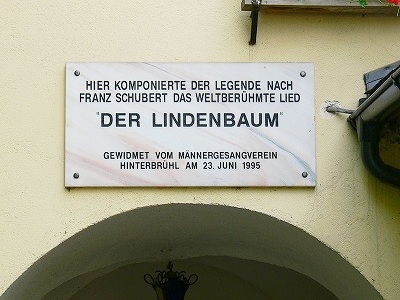 HIER KOMPONIERTE DER LEGENDE NACH
FRANZ SCHUBERT DAS WELTBERÜHMTE LIED
"DER LINDENBAUM"
GEWIDMET VOM MÄNNERGESANGVEREIN
HINTERBRÜHL AM 23. JUNI 1995